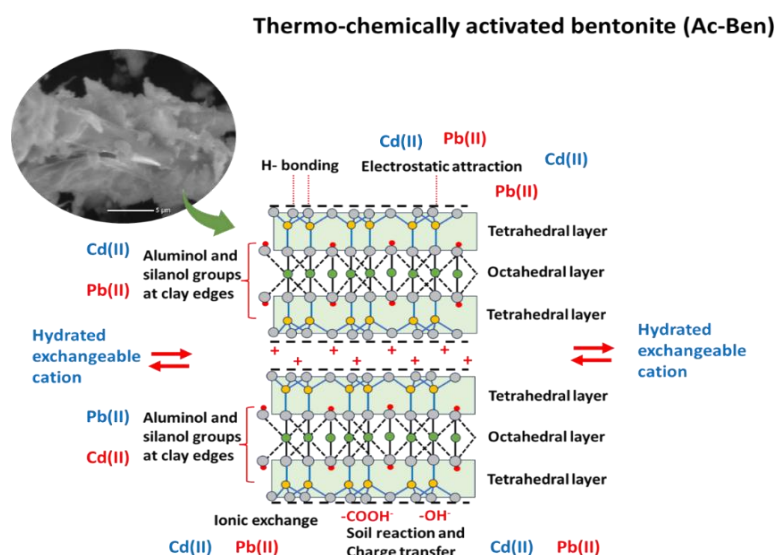 Thermo-chemically activated bentonite (Ac-Ben)
5 µm
Cd(II) Pb(II)
H- bonding Electrostatic attraction Cd(II)
Pb(II)
Tetrahedral layer
Cd(II)
Aluminol and
silanol groups
at clay edges
Pb(II)
Octahedral layer
Tetrahedral layer
Hydrated
exchangeable
cation
+ + + + + + +
Hydrated
exchangeable
cation
Tetrahedral layer
Pb(II)
Aluminol and
silanol groups
at clay edges
Cd(II)
Octahedral layer
Tetrahedral layer
Ionic exchange -COOH- -OH-
Soil reaction and
Charge transfer
Cd(II) Pb(II) Cd(II) Pb(II)